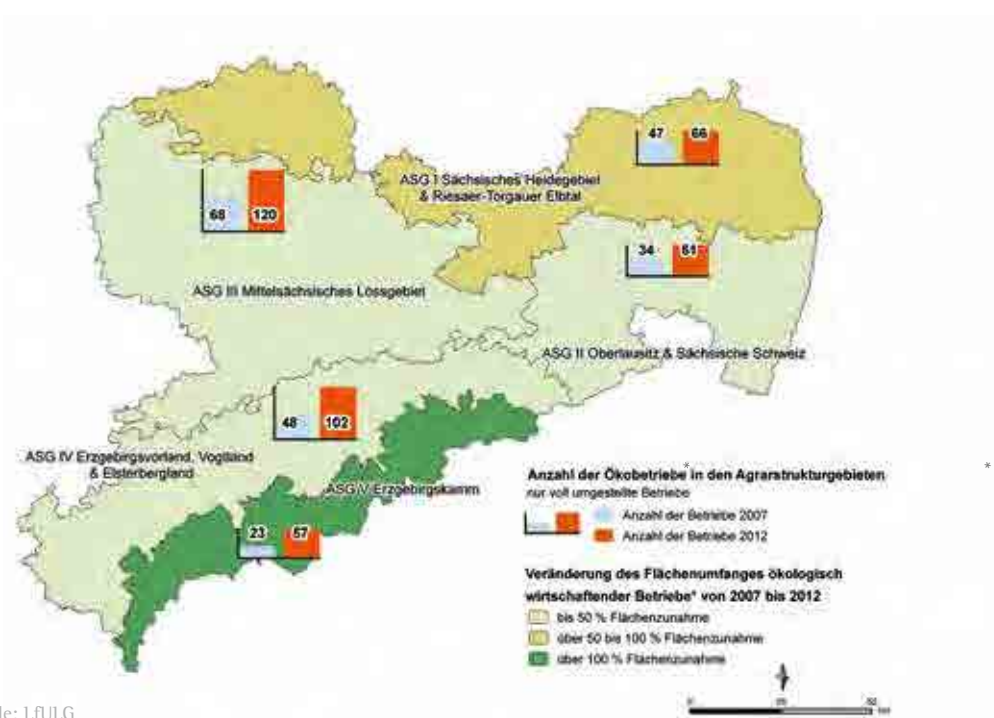 47 66
ASG I Sächsisches Heidegebiet
& Riesaer-Torgauer Elbtal
68 120
34 51
ASG III Mittelsächsisches Lössgebiet
ASG II Oberlausitz & Sächsische Schweiz
48 102
ASG IV Erzgebirgsvorland, Vogtland
& Elsterbergland
ASG V Erzgebirgskamm
23 57
Anzahl der Ökobetriebe in den Agrarstrukturgebieten
* *
nur voll umgestellte Betriebe
Anzahl der Betriebe 2007
Anzahl der Betriebe 2012
Veränderung des Flächenumfanges ökologisch
wirtschaftender Betriebe* von 2007 bis 2012
bis 50 % Flächenzunahme
über 50 bis 100 % Flächenzunahme
über 100 % Flächenzunahme